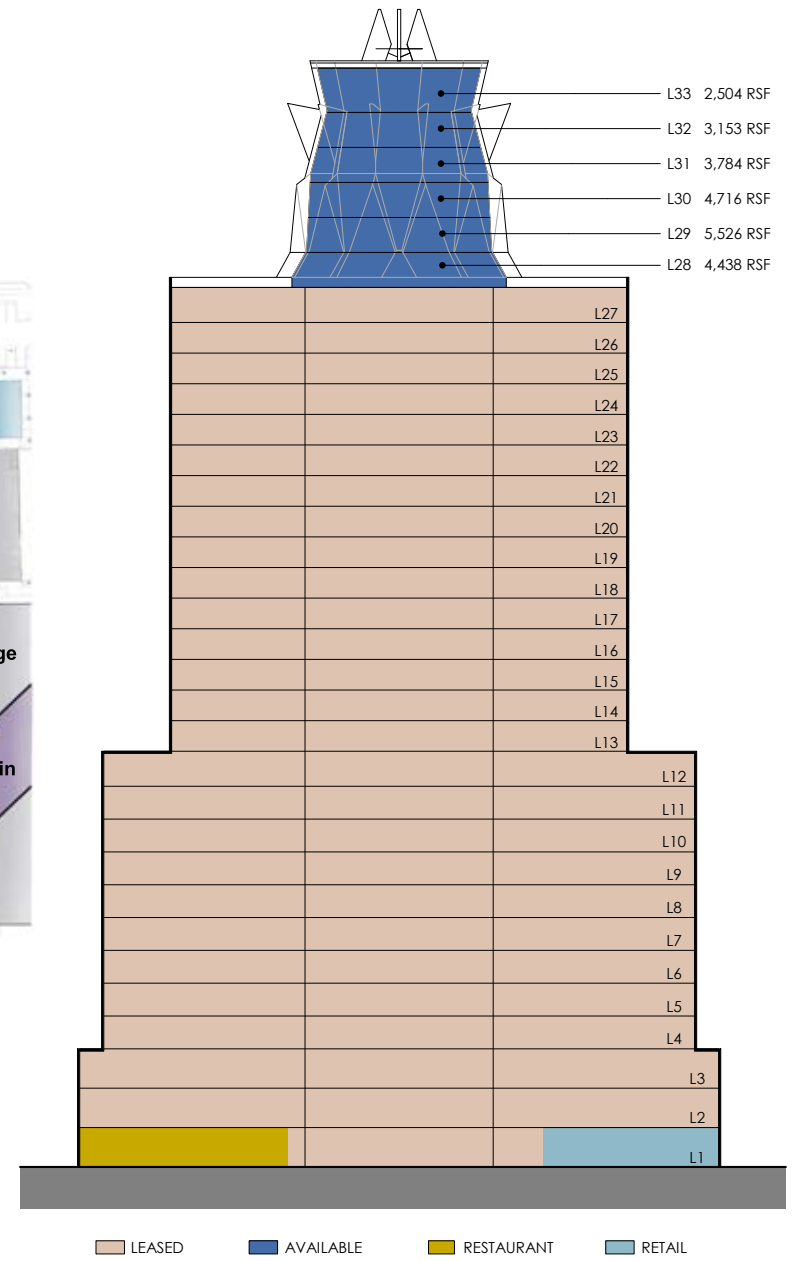 L33 2,504 RSF
L32 3,153 RSF
L31 3,784 RSF
L30 4,716 RSF
L29 5,526 RSF
L28 4,438 RSF
L27
L26
L25
L24
L23
L22
L21
L20
L19
L18
L17
L16
ge
L15
L14
L13
in
L12
L11
L10
L9
L8
L7
L6
L5
L4
L3
L2
L1
LEASED AVAILABLE RESTAURANT RETAIL